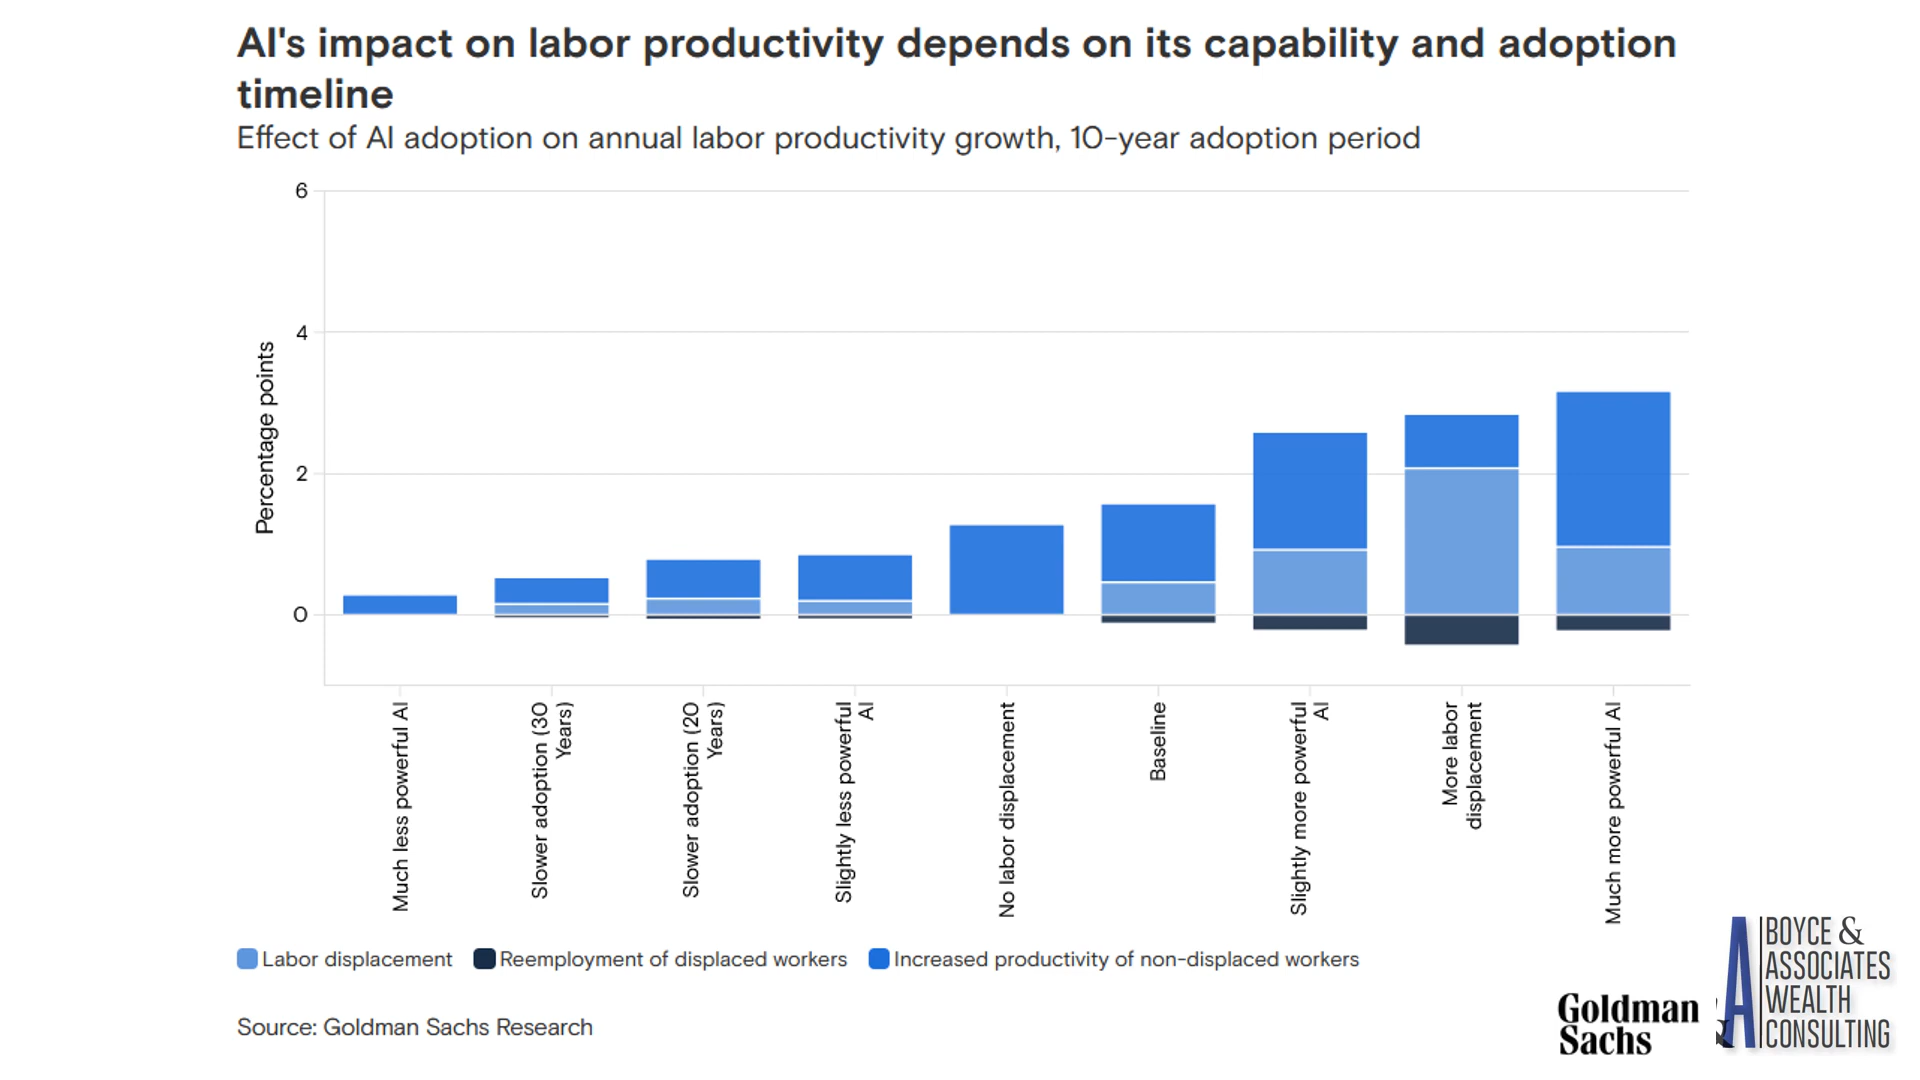 AI's impact on labor productivity depends on its capability and adoption
timeline
Effect of AI adoption on annual labor productivity growth, 10-year adoption period
Percentage points
6
4
2
0
Much less powerful AI
Slower adoption (30
Years)
Slower adoption (20
Years)
Slightly less powerful
AI
No labor displacement
Baseline
Slightly more powerful
AI
More labor
displacement
Much more powerful AI
Labor displacement
Reemployment of displaced workers
Increased productivity of non-displaced workers
Source: Goldman Sachs Research
Goldman
Sachs
A
BOYCE &
ASSOCIATES
WEALTH
CONSULTING